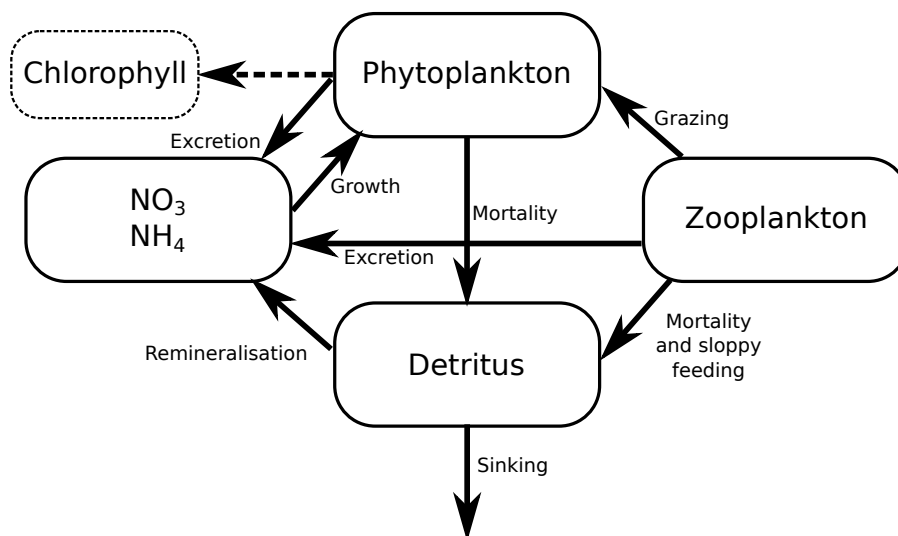 Phytoplankton
Chlorophyll
Grazing
Excretion
Growth
NO₃
NH₄
Mortality
Zooplankton
Excretion
Remineralisation
Detritus
Mortality
and sloppy
feeding
Sinking